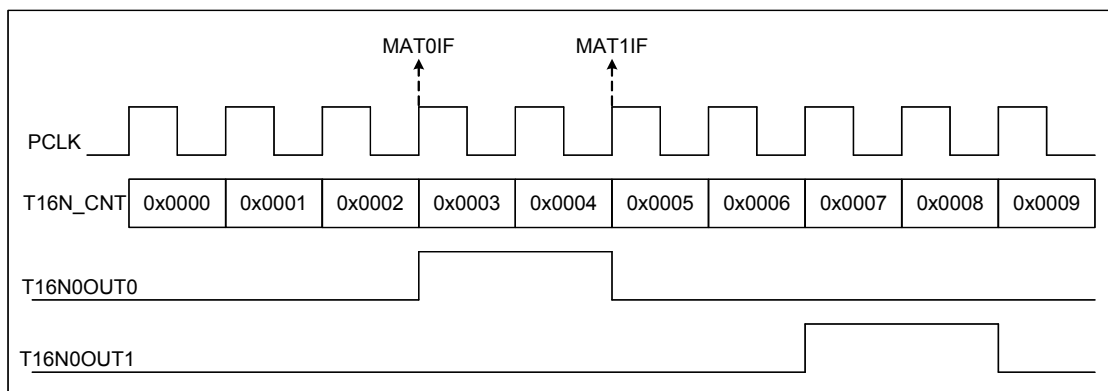 MAT0IF MAT1IF
PCLK
T16N_CNT 0x0000 0x0001 0x0002 0x0003 0x0004 0x0005 0x0006 0x0007 0x0008 0x0009
T16N0OUT0
T16N0OUT1